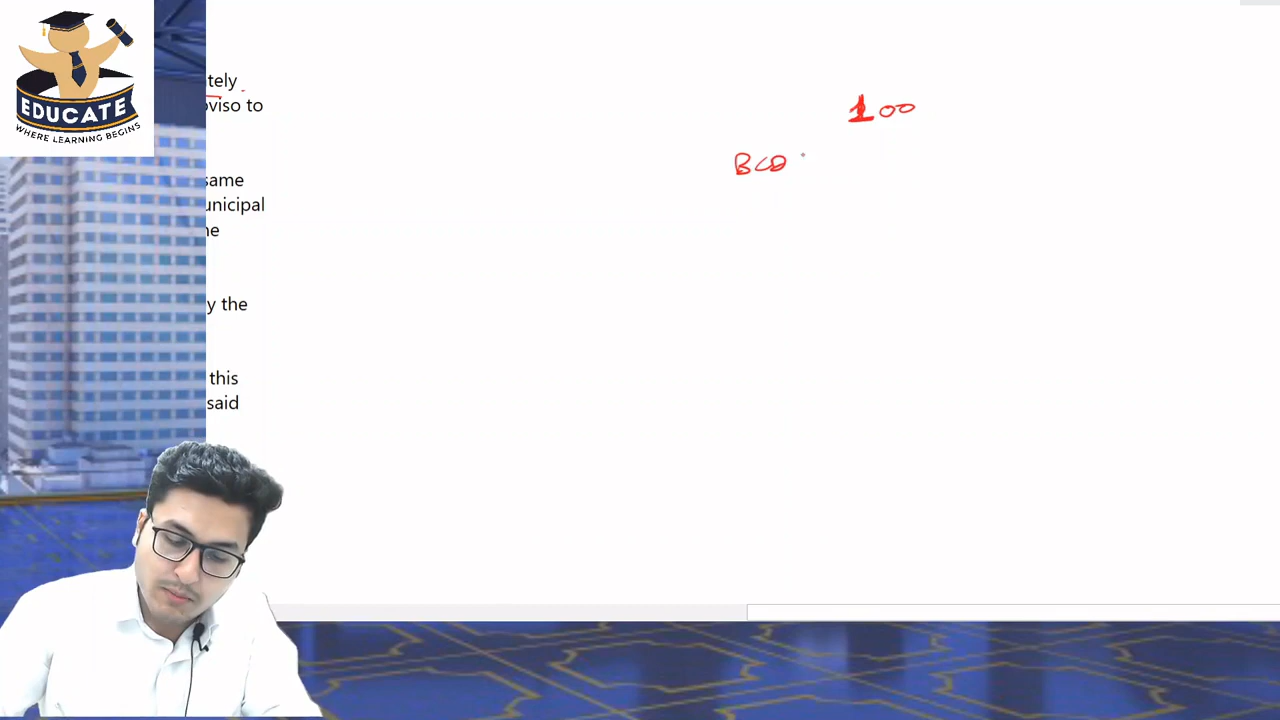 EDUCATE
WHERE LEARNING BEGINS
tely
oviso to
same
unicipal
ne
y the
this
said
100
BCD